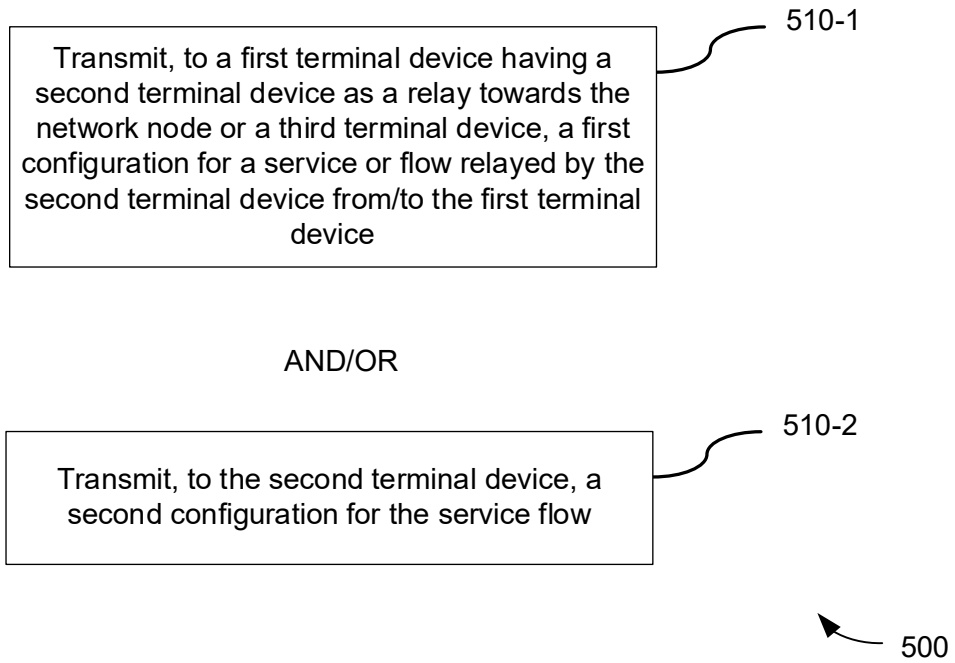 510-1
Transmit, to a first terminal device having a
second terminal device as a relay towards the
network node or a third terminal device, a first
configuration for a service or flow relayed by the
second terminal device from/to the first terminal
device
AND/OR
510-2
Transmit, to the second terminal device, a
second configuration for the service flow
500